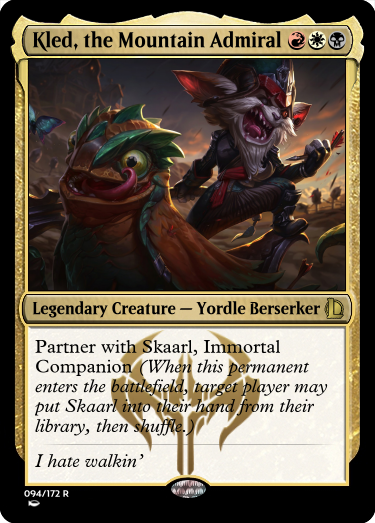 Kled, the Mountain Admiral
Legendary Creature — Yordle Berserker
Partner with Skaarl, Immortal
Companion (When this permanent
enters the battlefield, target player may
put Skaarl into their hand from their
library, then shuffle.)
I hate walkin'
094/172 R